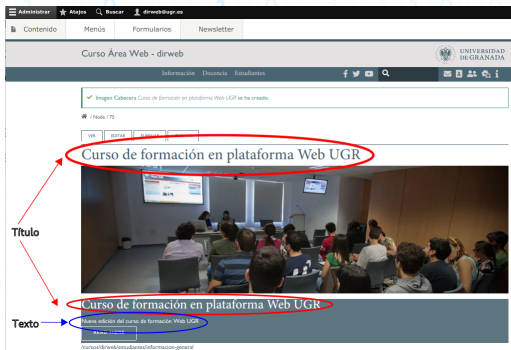 Administrar Atajos Buscar dirweb@ugr.es
Contenido Menús Formularios Newsletter
Curso Área Web - dirweb
UNIVERSIDAD
DE GRANADA
Información Docencia Estudiantes
Imagen Cabecera Curso de formación en plataforma Web UGR se ha creado.
/ Node / 75
VER EDITAR
Curso de formación en plataforma Web UGR
Título
Curso de formación en plataforma Web UGR
Texto
Nueva edición del curso de formación Web UGR
READ MORE
/cursos/dirweb/estudiantes/informacion-general